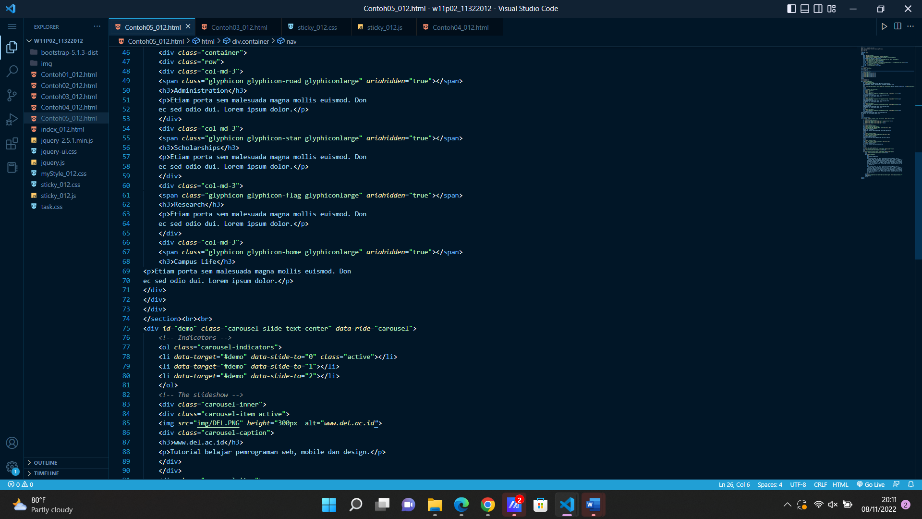 Contoh05_012.html - w11p02_11322012 - Visual Studio Code
EXPLORER
W11P02_11322012
bootstrap-5.1.3-dist
img
Contoh01_012.html
Contoh02_012.html
Contoh03_012.html
Contoh04_012.html
Contoh05_012.html
index_012.html
jquery-2.5.1.min.js
jquery-ui.css
jquery.js
myStyle_012.css
sticky_012.css
sticky_012.js
task.css
OUTLINE
TIMELINE
Contoh05_012.html
Contoh03_012.html
sticky_012.css
sticky_012.js
Contoh04_012.html
Contoh05_012.html > html > div.container > nav
46 <div class="container">
47 <div class="row">
48 <div class="col-md-3">
49 <span class="glyphicon glyphicon-road glyphiconlarge" ariahidden="true"></span>
50 <h3>Administration</h3>
51 <p>Etiam porta sem malesuada magna mollis euismod. Don
52 ec sed odio dui. Lorem ipsum dolor.</p>
53 </div>
54 <div class="col md 3">
55 <span class="glyphicon glyphicon-star glyphiconlarge" ariahidden="true"></span>
56 <h3>Scholarships</h3>
57 <p>Etiam porta sem malesuada magna mollis euismod. Don
58 ec sed odio dui. Lorem ipsum dolor.</p>
59 </div>
60 <div class="col-md-3">
61 <span class="glyphicon glyphicon-flag glyphiconlarge" ariahidden="true"></span>
62 <h3>Research</h3>
63 <p>Etiam porta sem malesuada magna mollis euismod. Don
64 ec sed odio dui. Lorem ipsum dolor.</p>
65 </div>
66 <div class="col md 3">
67 <span class="glyphicon glyphicon-home glyphiconlarge" ariahidden="true"></span>
68 <h3>Campus Life</h3>
69 <p>Etiam porta sem malesuada magna mollis euismod. Don
70 ec sed odio dui. Lorem ipsum dolor.</p>
71 </div>
72 </div>
73 </div>
74 </section><br><br>
75 <div id="demo" class="carousel slide text center" data ride="carousel">
76 <!-- Indicators -->
77 <ol class="carousel-indicators">
78 <li data-target="#demo" data-slide-to="0" class="active"></li>
79 <li data-target="#demo" data-slide-to="1"></li>
80 <li data-target="#demo" data-slide-to="2"></li>
81 </ol>
82 <!-- The slideshow -->
83 <div class="carousel-inner">
84 <div class="carousel-item active">
85 <img src="img/DEL.PNG" height="300px" alt="www.del.ac.id">
86 <div class="carousel-caption">
87 <h3>www.del.ac.id</h3>
88 <p>Tutorial belajar pemrograman web, mobile dan design.</p>
89 </div>
90 </div>
0 0
Ln 26, Col 6
Spaces: 4
UTF-8
CRLF
HTML
Go Live
80°F
Partly cloudy
20:11
08/11/2022